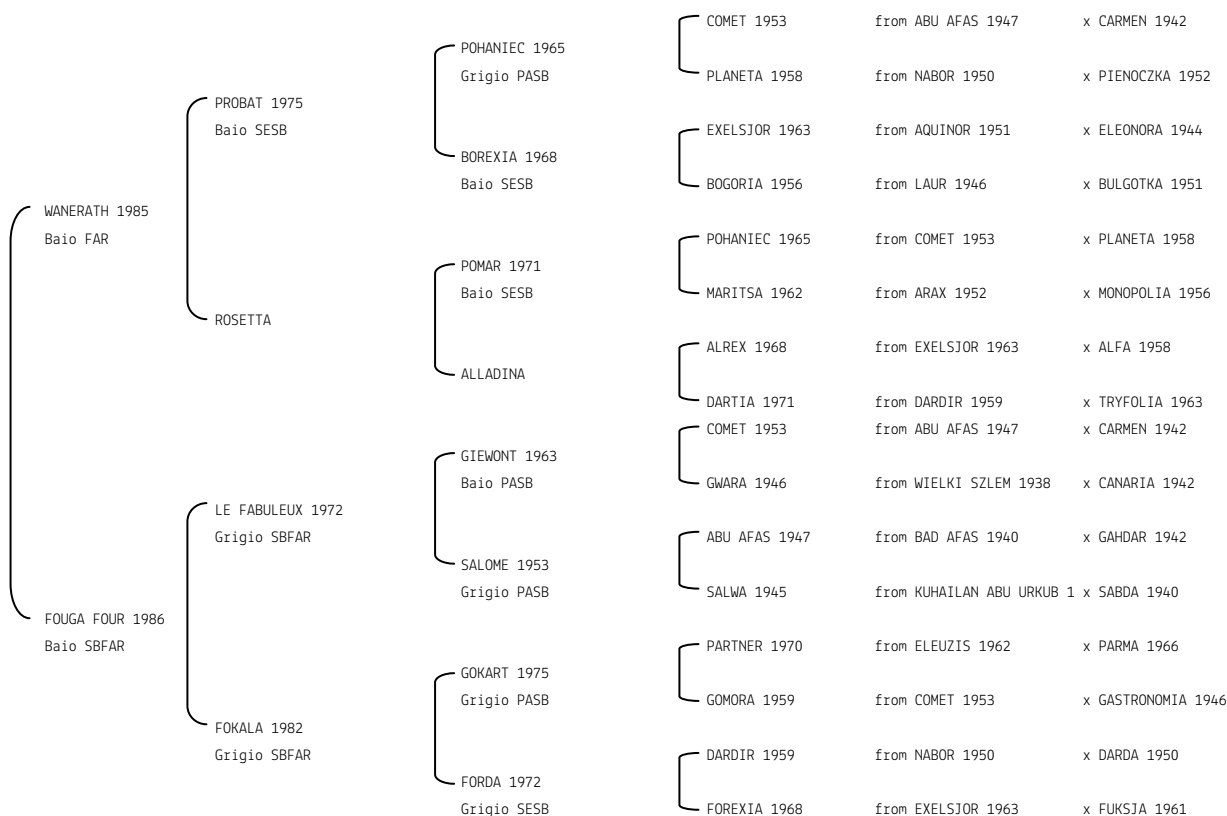 COMET 1953 from ABU AFAS 1947 x CARMEN 1942
POHANIEC 1965
Grigio PASB PLANETA 1958 from NABOR 1950 x PIENOCZKA 1952
PROBAT 1975
Baio SESB EXELSJOR 1963 from AQUINOR 1951 x ELEONORA 1944
BOREXIA 1968
Baio SESB BOGORIA 1956 from LAUR 1946 x BULGOTKA 1951
WANERATH 1985
Baio FAR POHANIEC 1965 from COMET 1953 x PLANETA 1958
POMAR 1971
Baio SESB MARITSA 1962 from ARAX 1952 x MONOPOLIA 1956
ROSETTA
ALREX 1968 from EXELSJOR 1963 x ALFA 1958
ALLADINA
DARTIA 1971 from DARDIR 1959 x TRYFOLIA 1963
COMET 1953 from ABU AFAS 1947 x CARMEN 1942
GIEWONT 1963
Baio PASB GWARA 1946 from WIELKI SZLEM 1938 x CANARIA 1942
LE FABULEUX 1972
Grigio SBFAR ABU AFAS 1947 from BAD AFAS 1940 x GAHDAR 1942
SALOME 1953
Grigio PASB SALWA 1945 from KUHAILAN ABU URKUB 1 x SABDA 1940
FOUGA FOUR 1986
Baio SBFAR PARTNER 1970 from ELEUZIS 1962 x PARMA 1966
GOKART 1975
Grigio PASB GOMORA 1959 from COMET 1953 x GASTRONOMIA 1946
FOKALA 1982
Grigio SBFAR DARDIR 1959 from NABOR 1950 x DARDA 1950
FORDA 1972
Grigio SESB FOREXIA 1968 from EXELSJOR 1963 x FUKSJA 1961